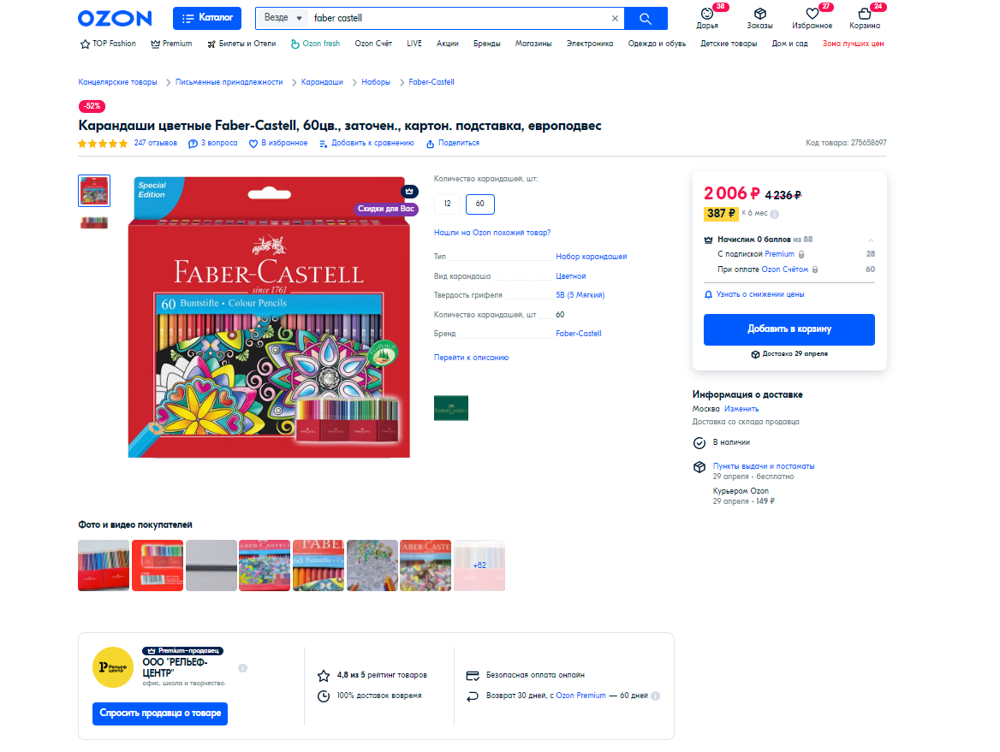 OZON
Каталог
Везде
faber castell
38
Дарья
Заказы
27
Избранное
24
Корзина
TOP Fashion
Premium
Билеты и Отели
Ozon fresh
Ozon Счёт
LIVE
Акции
Бренды
Магазины
Электроника
Одежда и обувь
Детские товары
Дом и сад
Зона лучших цен
Канцелярские товары
Письменные принадлежности
Карандаши
Наборы
Faber-Castell
-52%
Карандаши цветные Faber-Castell, 60цв., заточен., картон. подставка, европодвес
247 отзывов
3 вопроса
В избранное
Добавить к сравнению
Поделиться
Код товара: 275658697
Special
Edition
Скидки для Вас
FABER-CASTELL
since 1761
60 Buntstifte • Colour Pencils
Количество карандашей, шт:
12
60
Нашли на Ozon похожий товар?
Тип
Набор карандашей
Вид карандаша
Цветной
Твердость грифеля
5B (5 Мягкий)
Количество карандашей, шт
60
Бренд
Faber-Castell
Перейти к описанию
2 006 ₽ 4 236 ₽
387 ₽ × 6 мес
Начислим 0 баллов из 88
С подпиской Premium
28
При оплате Ozon Счётом
60
Узнать о снижении цены
Добавить в корзину
Доставка 29 апреля
Информация о доставке
Москва Изменить
Доставка со склада продавца
В наличии
Пункты выдачи и постаматы
29 апреля - бесплатно
Курьером Ozon
29 апреля - 149 ₽
Фото и видео покупателей
FABER-CASTELL
+62
Рельеф
центр
Premium-продавец
ООО "РЕЛЬЕФ-
ЦЕНТР"
офис, школа и творчество.
Спросить продавца о товаре
4,8 из 5 рейтинг товаров
100% доставок вовремя
Безопасная оплата онлайн
Возврат 30 дней, с Ozon Premium — 60 дней